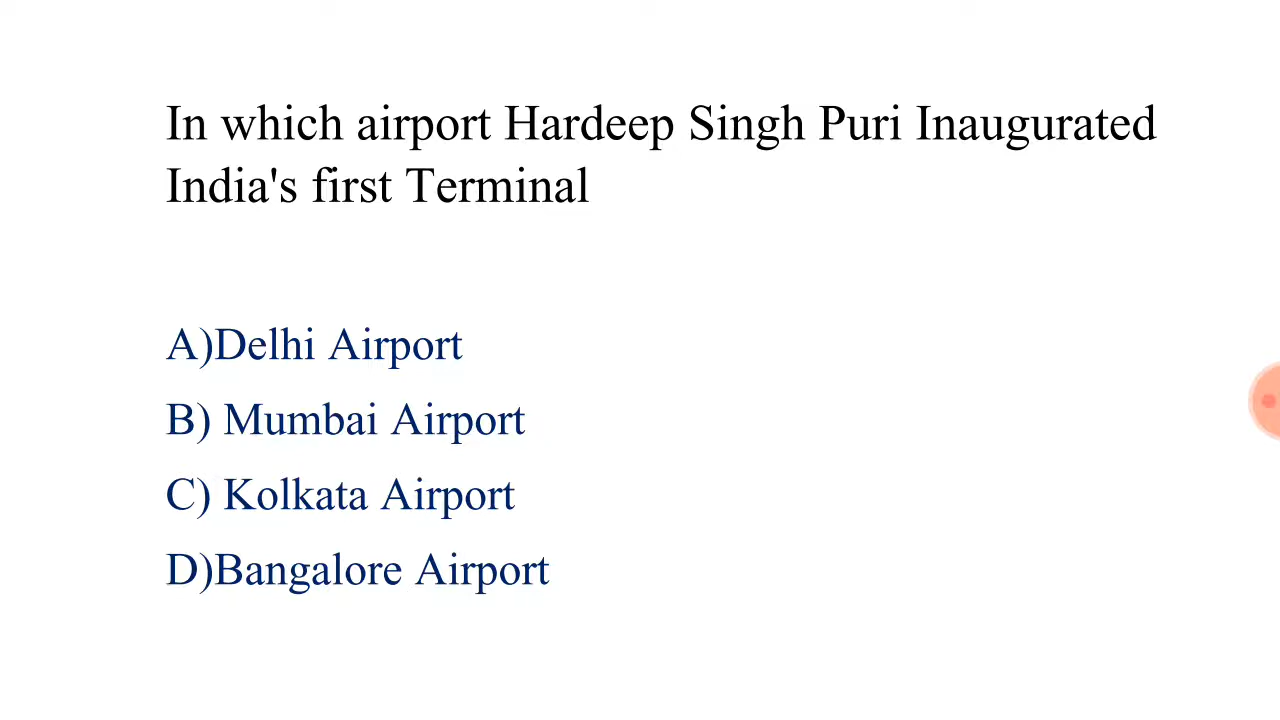 In which airport Hardeep Singh Puri Inaugurated
India's first Terminal
A)Delhi Airport
B) Mumbai Airport
C) Kolkata Airport
D)Bangalore Airport